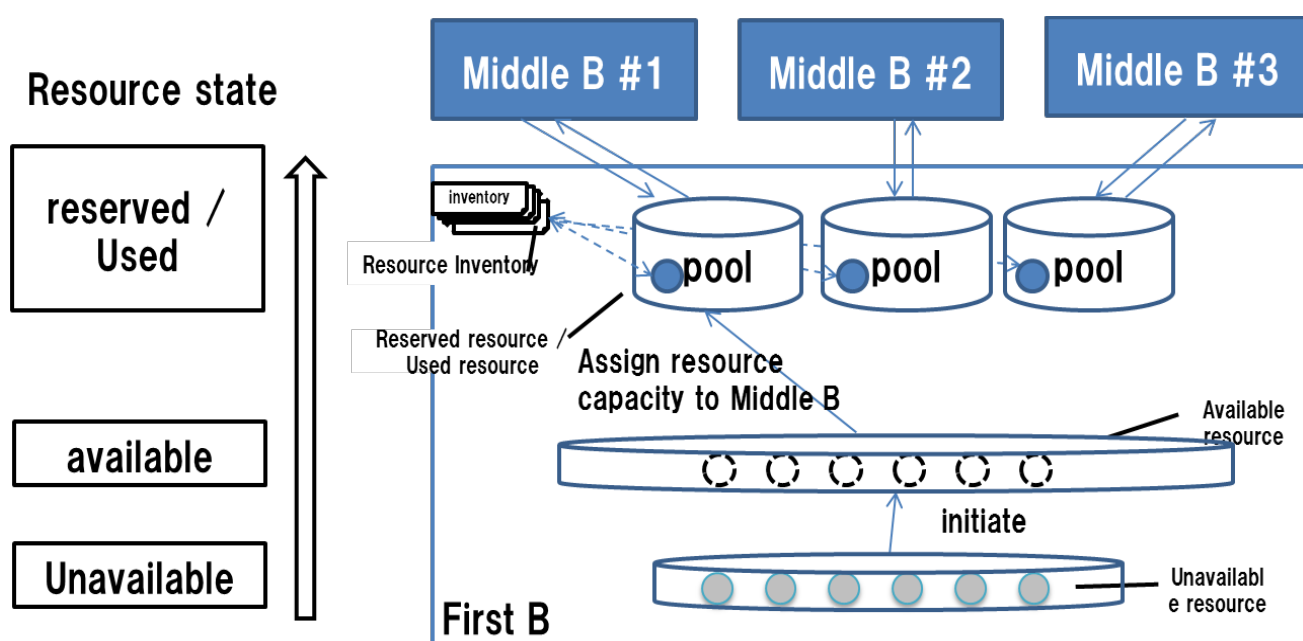 Resource state
reserved /
Used
available
Unavailable
Middle B #1
Middle B #2
Middle B #3
inventory
Resource Inventory
pool
pool
pool
Reserved resource /
Used resource
Assign resource
capacity to Middle B
Available
resource
initiate
Unavailabl
e resource
First B